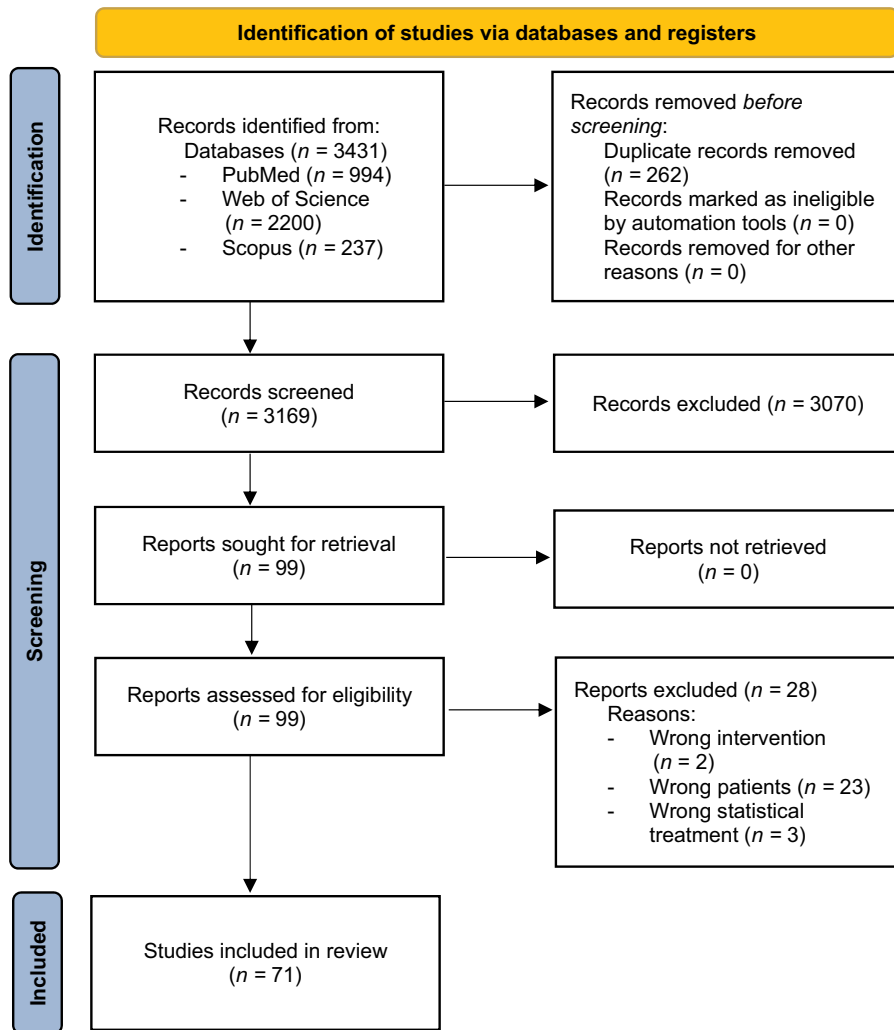 Identification of studies via databases and registers
Identification
Records identified from:
Databases (n = 3431)
- PubMed (n = 994)
- Web of Science
(n = 2200)
- Scopus (n = 237)
Records removed before
screening:
Duplicate records removed
(n = 262)
Records marked as ineligible
by automation tools (n = 0)
Records removed for other
reasons (n = 0)
Screening
Records screened
(n = 3169)
Records excluded (n = 3070)
Reports sought for retrieval
(n = 99)
Reports not retrieved
(n = 0)
Reports assessed for eligibility
(n = 99)
Reports excluded (n = 28)
Reasons:
- Wrong intervention
(n = 2)
- Wrong patients (n = 23)
- Wrong statistical
treatment (n = 3)
Included
Studies included in review
(n = 71)